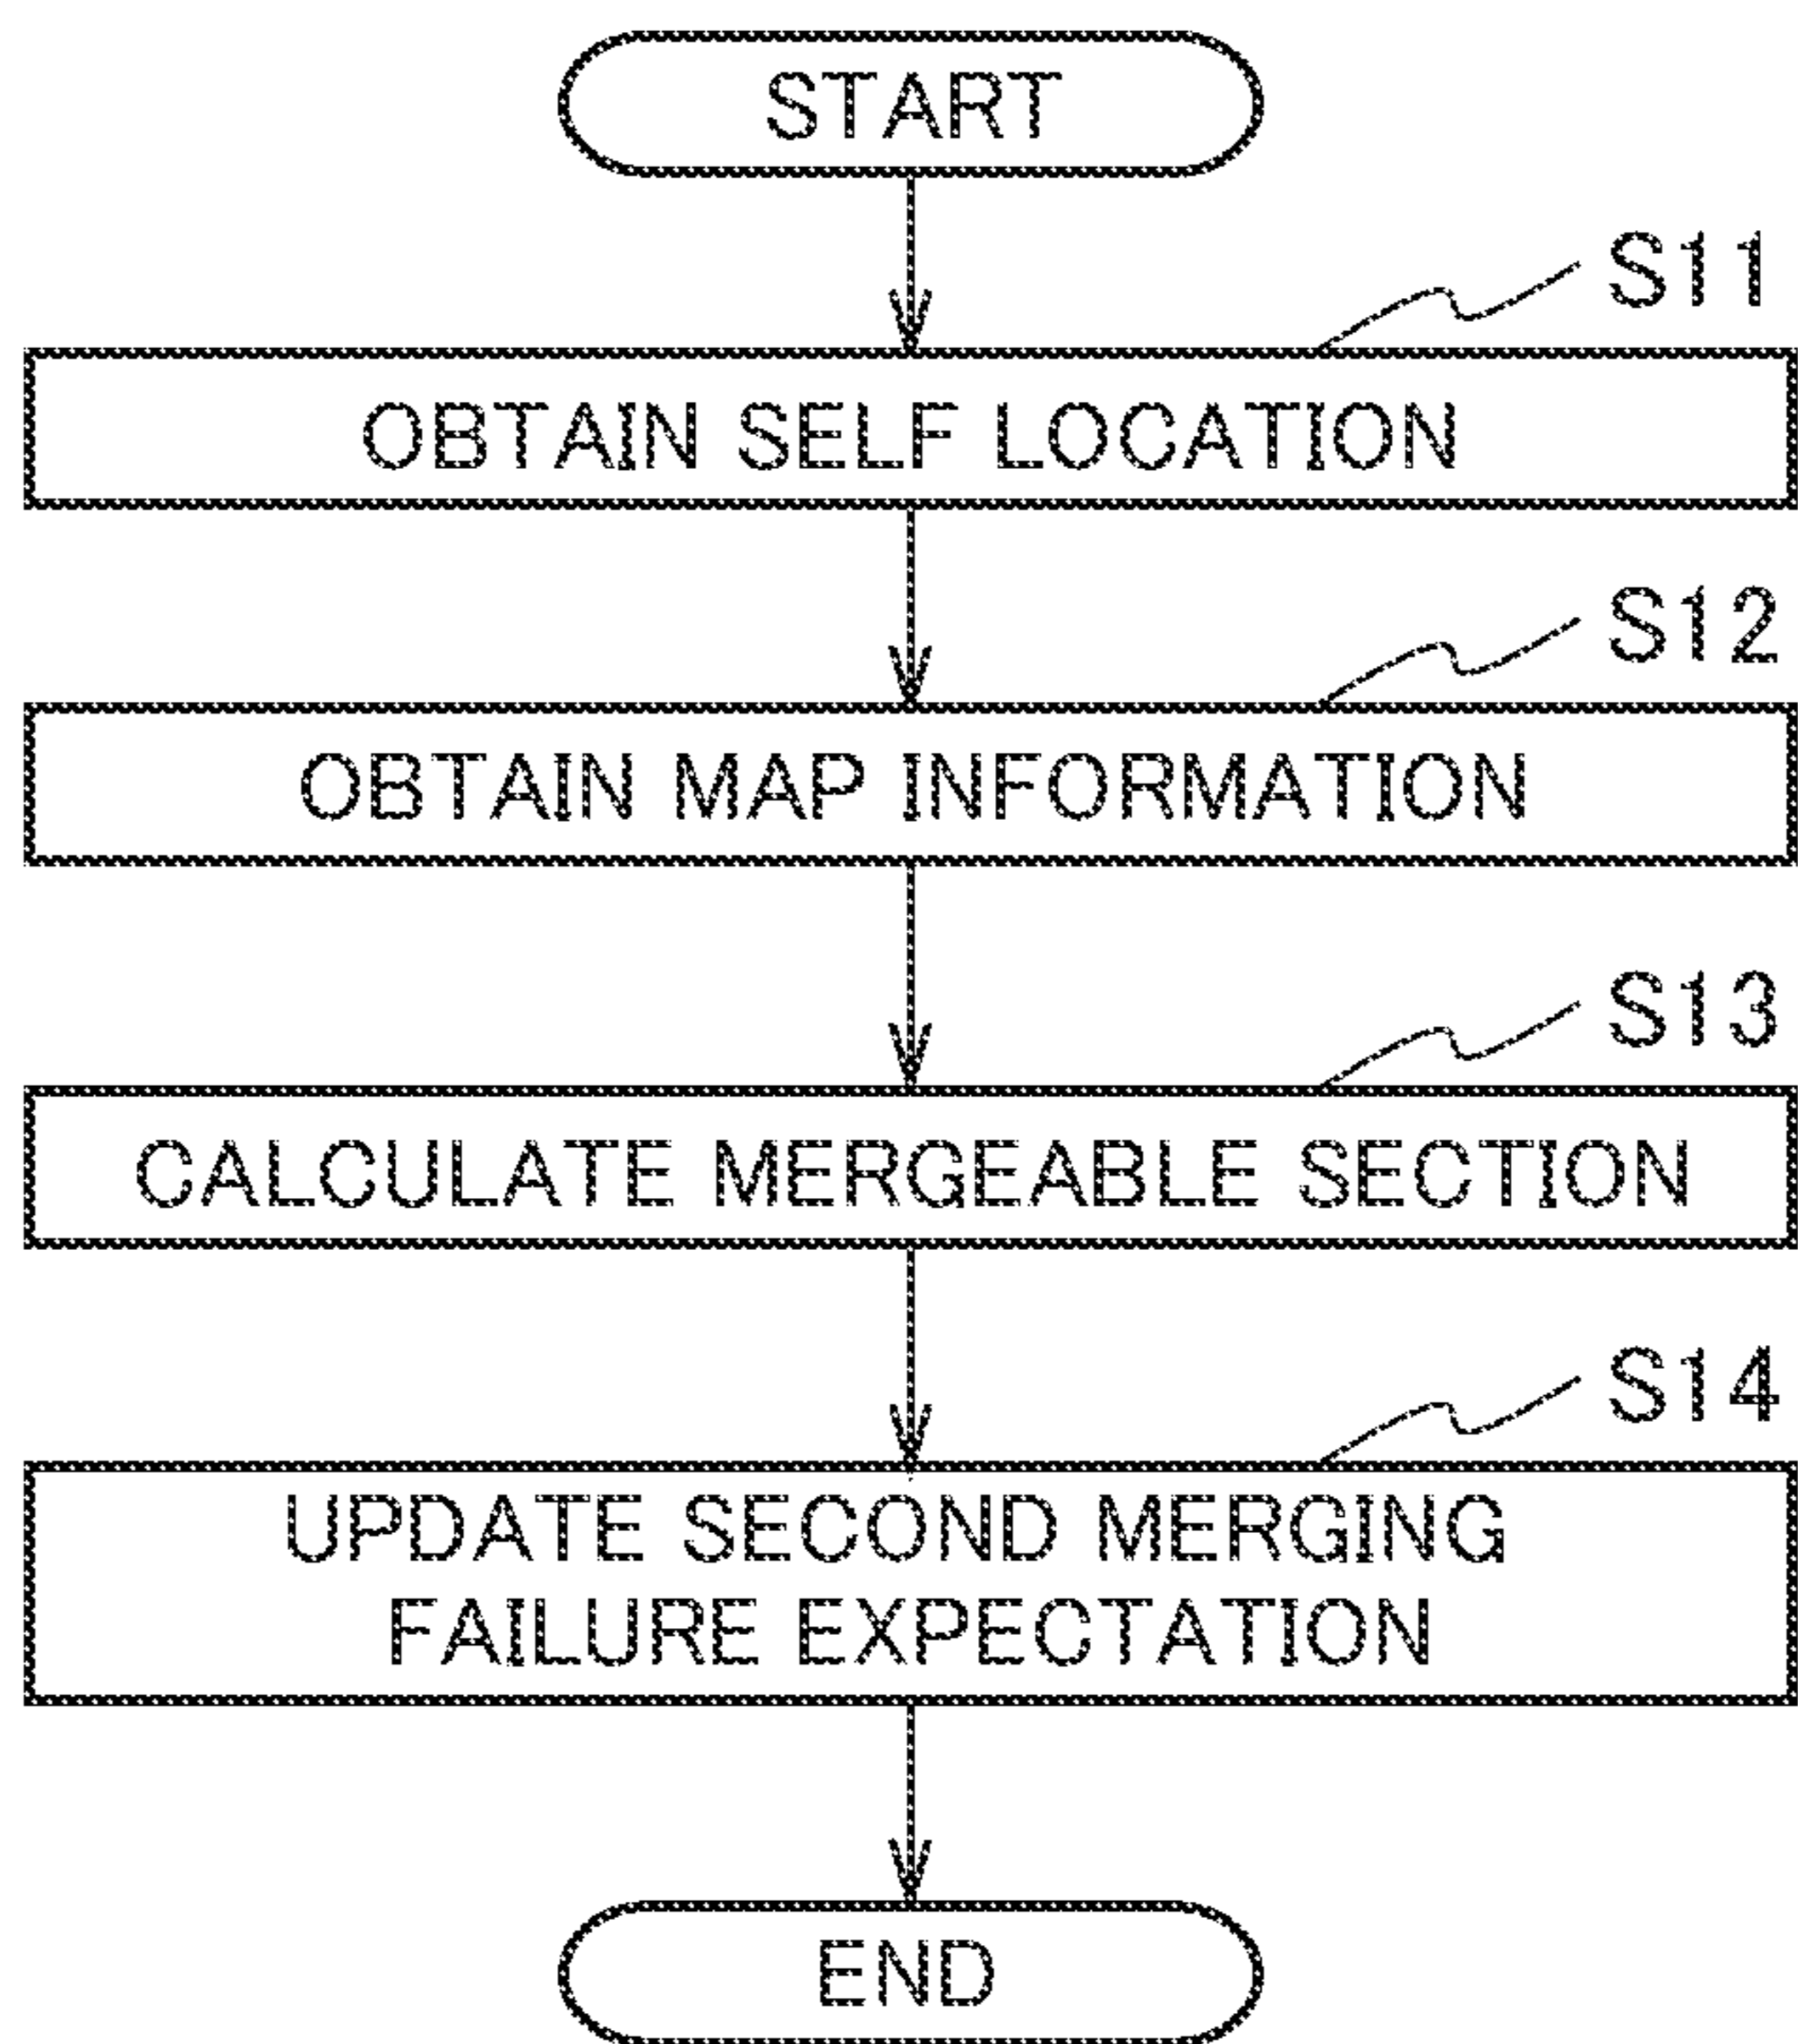 START
S11
OBTAIN SELF LOCATION
S12
OBTAIN MAP INFORMATION
S13
CALCULATE MERGEABLE SECTION
S14
UPDATE SECOND MERGING
FAILURE EXPECTATION
END